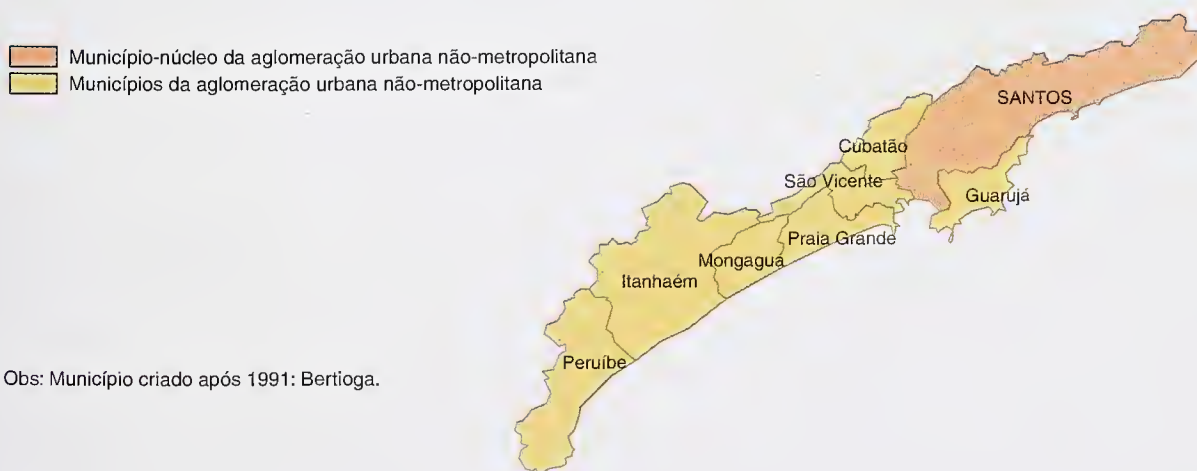 Município-núcleo da aglomeração urbana não-metropolitana
Municípios da aglomeração urbana não-metropolitana
SANTOS
Cubatão
São Vicente
Guarujá
Praia Grande
Mongaguá
Itanhaém
Peruíbe
Obs: Município criado após 1991: Bertioga.